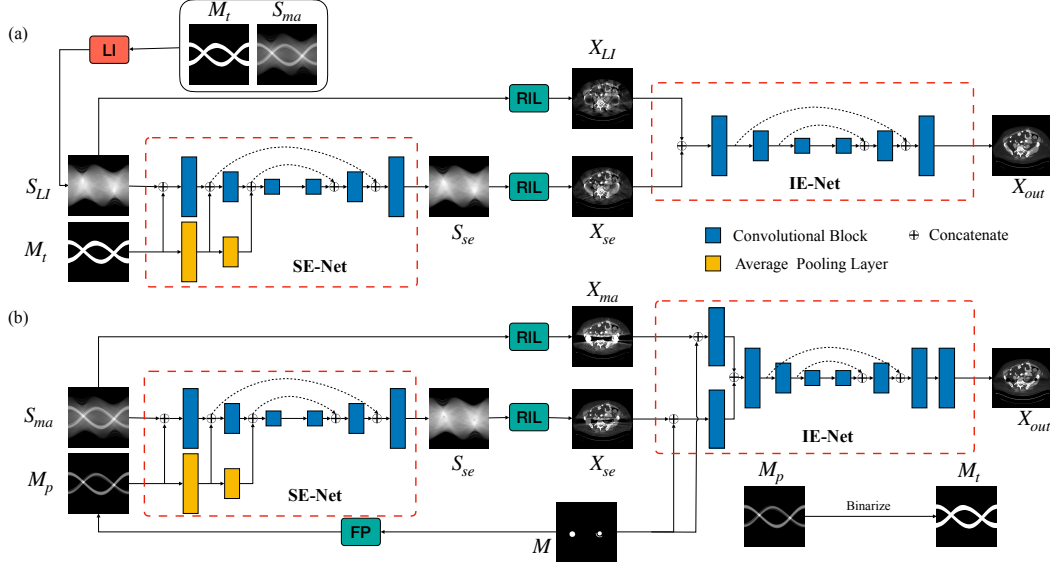 (a)
M_t
S_ma
LI
X_LI
RIL
S_LI
M_t
SE-Net
S_se
RIL
X_se
IE-Net
X_out
Convolutional Block
Concatenate
Average Pooling Layer
(b)
X_ma
RIL
S_ma
M_p
SE-Net
S_se
RIL
X_se
IE-Net
X_out
FP
M
M_p
Binarize
M_t